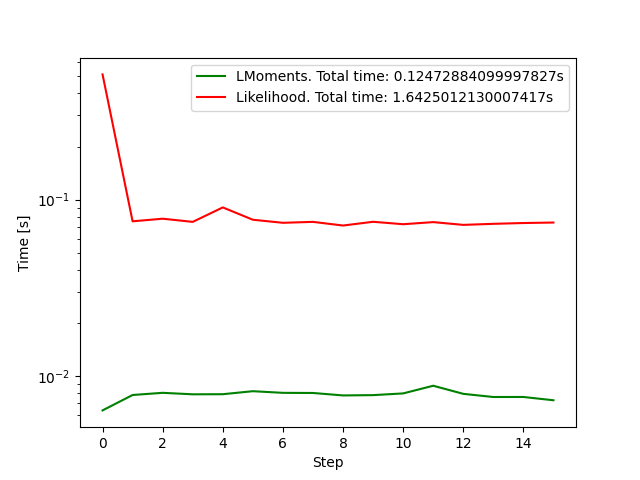 LMoments. Total time: 0.12472884099997827s
Likelihood. Total time: 1.6425012130007417s
10⁻¹
10⁻²
Time [s]
0 2 4 6 8 10 12 14
Step